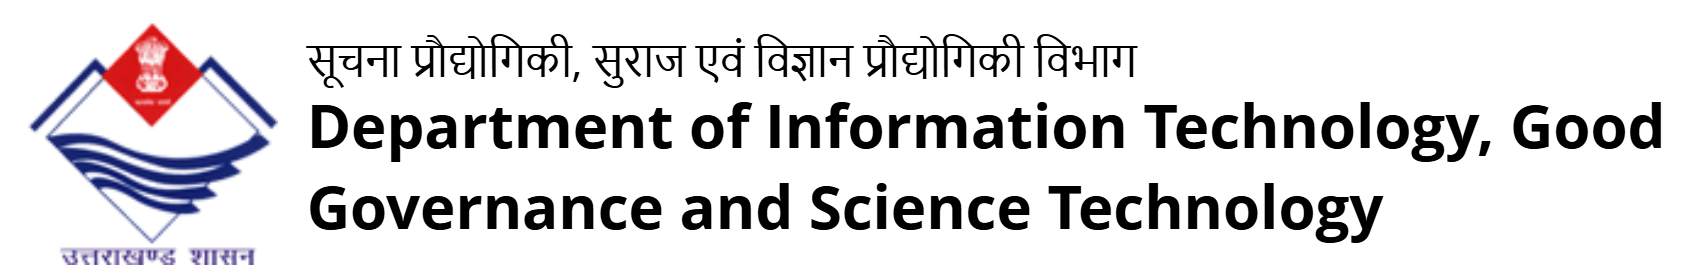 सूचना प्रौद्योगिकी, सुराज एवं विज्ञान प्रौद्योगिकी विभाग
Department of Information Technology, Good
Governance and Science Technology
उत्तराखण्ड शासन